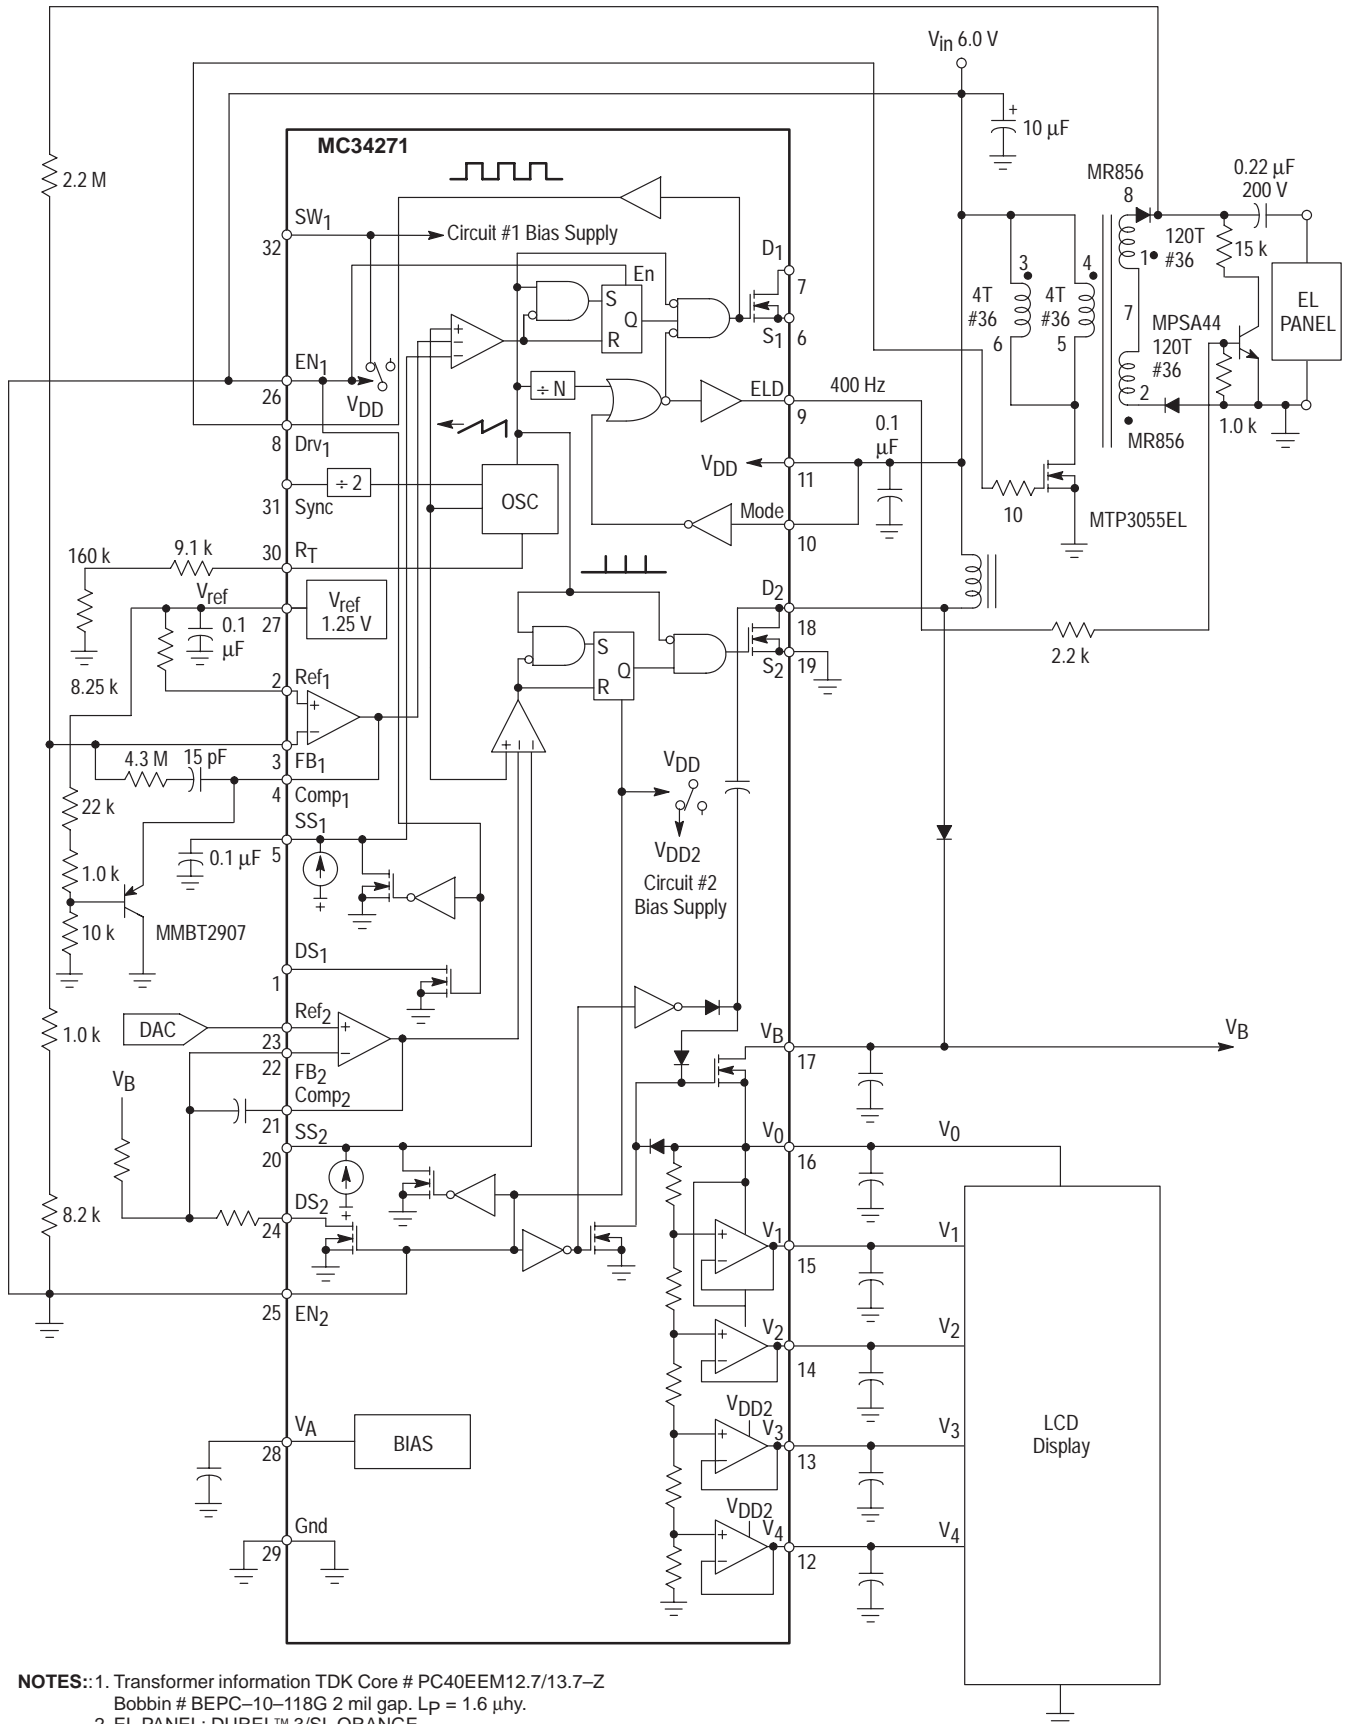 V_in 6.0 V
+
10 μF
MC34271
2.2 M
MR856
8
0.22 μF
200 V
SW1
32
Circuit #1 Bias Supply
D1
7
120T
#36
1
15 k
En
S
Q
R
S1
6
3
4T
#36
6
4
4T
#36
5
7
EL
PANEL
MPSA44
120T
#36
2
+
–
–
EN1
26
VDD
÷ N
ELD
9
400 Hz
1.0 k
MR856
8
Drv1
0.1
μF
VDD
11
÷ 2
31
Sync
OSC
Mode
10
10
MTP3055EL
160 k
9.1 k
30
RT
Vref
27
Vref
1.25 V
0.1
μF
D2
18
S2
19
S
Q
R
2.2 k
8.25 k
2
Ref1
+
–
+
–
–
4.3 M
15 pF
3
FB1
4
Comp1
VDD
22 k
SS1
5
0.1 μF
+
VDD2
Circuit #2
Bias Supply
1.0 k
10 k
MMBT2907
DS1
1
DAC
Ref2
23
+
–
1.0 k
22
FB2
VB
17
VB
VB
Comp2
21
SS2
20
V0
16
V0
+
8.2 k
DS2
24
+
–
V1
15
V1
25
EN2
+
–
V2
14
V2
VDD2
+
–
V3
13
V3
LCD
Display
VA
28
BIAS
VDD2
+
–
V4
12
V4
Gnd
29
NOTES::1. Transformer information TDK Core # PC40EEM12.7/13.7–Z
Bobbin # BEPC–10–118G 2 mil gap. LP = 1.6 μhy.
2. EL PANEL: DUREL™ 3/SL ORANGE